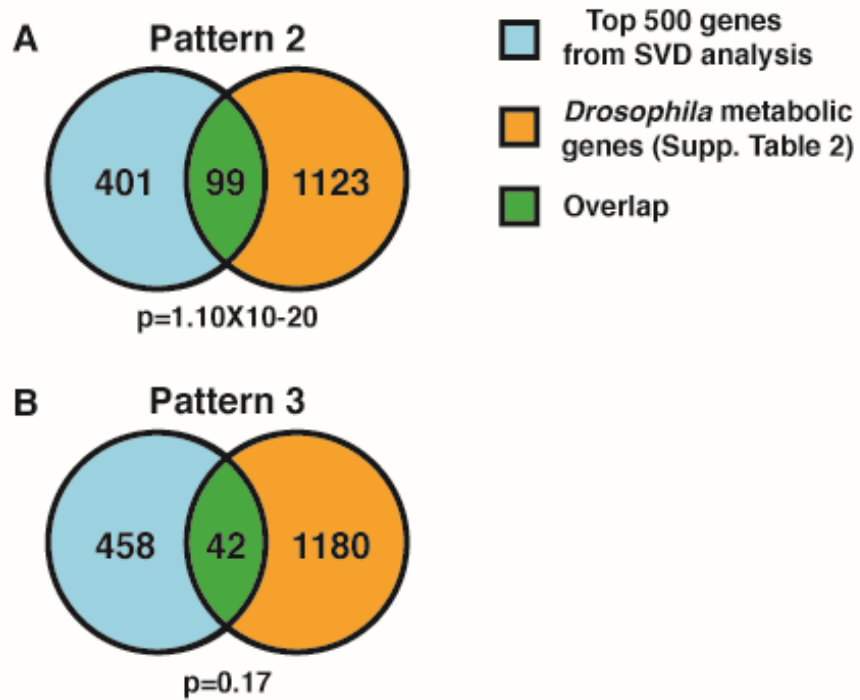 A
Pattern 2
401
99
1123
p=1.10X10-20
Top 500 genes
from SVD analysis
Drosophila metabolic
genes (Supp. Table 2)
Overlap
B
Pattern 3
458
42
1180
p=0.17